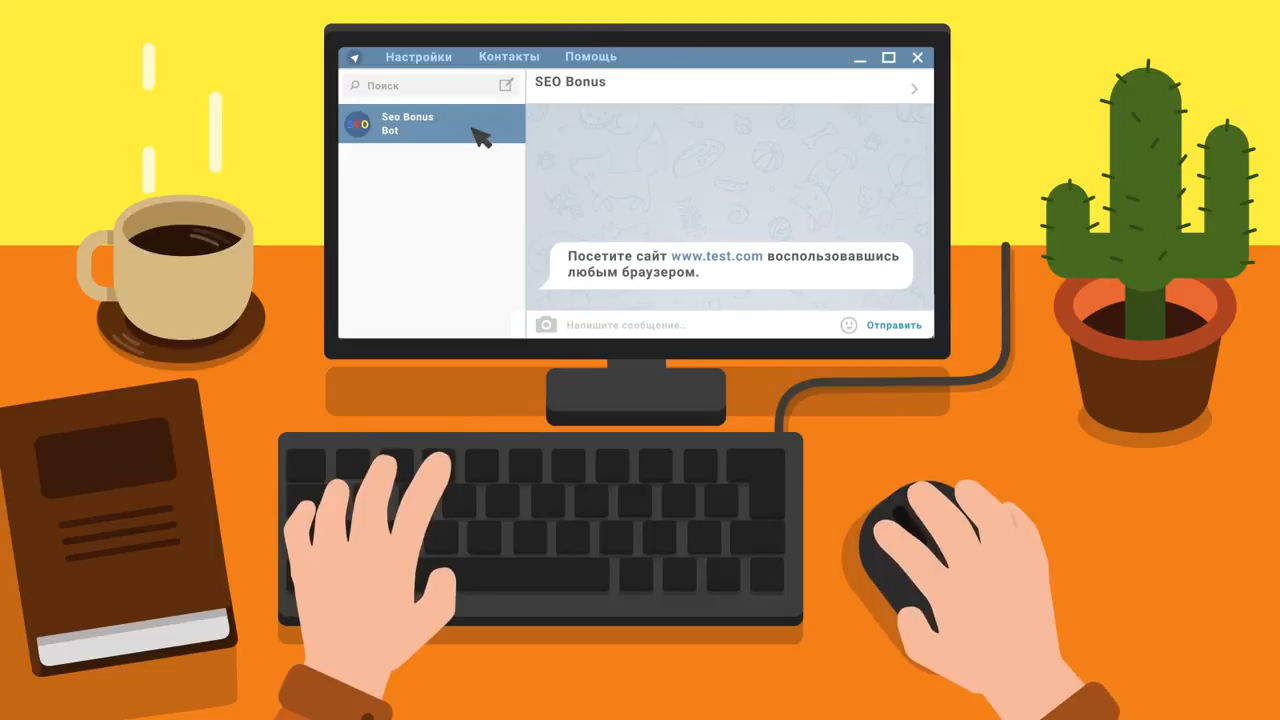 Настройки Контакты Помощь
Поиск
SEO Bonus
SEO
Seo Bonus
Bot
Посетите сайт www.test.com воспользовавшись
любым браузером.
Напишите сообщение...
Отправить